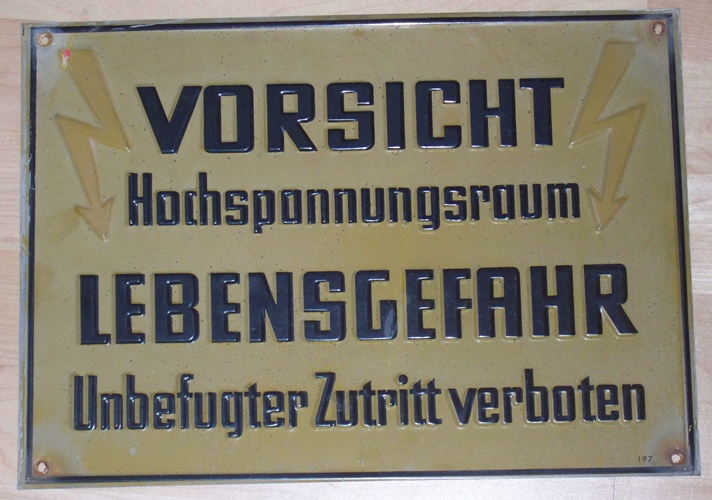 VORSICHT
Hochspannungsraum
LEBENSGEFAHR
Unbefugter Zutritt verboten
197